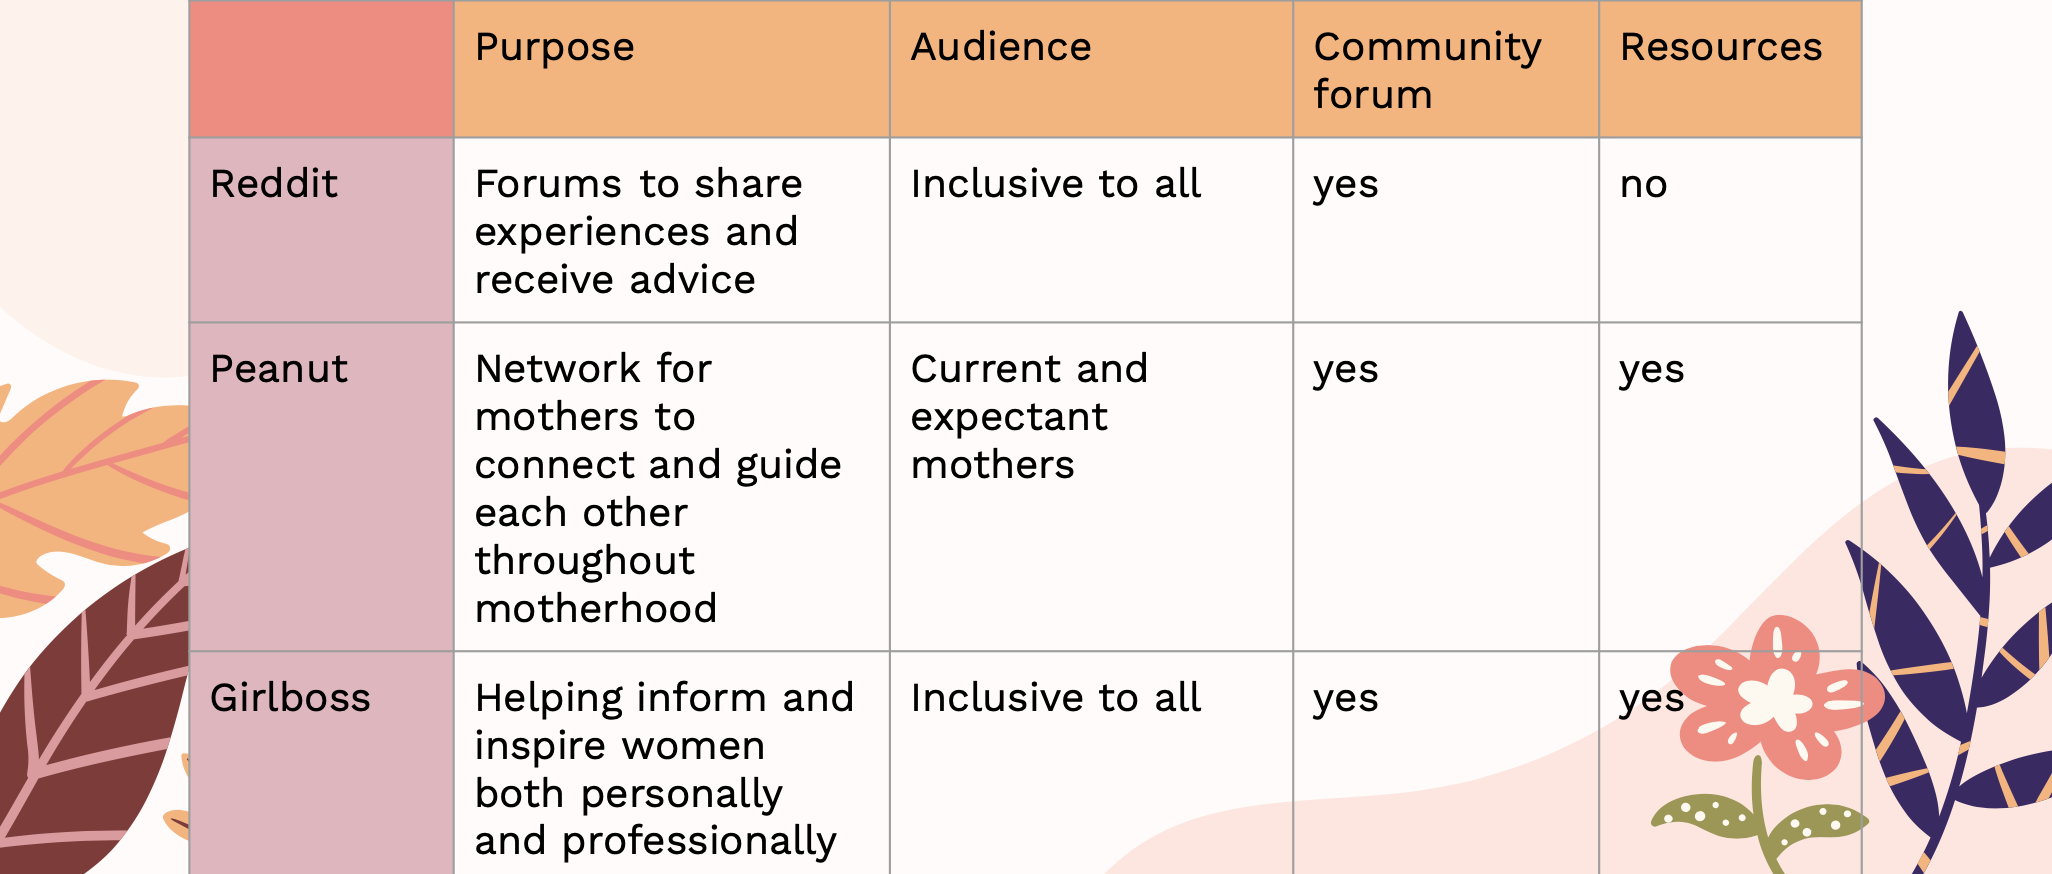 Purpose
Audience
Community
forum
Resources
Reddit
Forums to share
experiences and
receive advice
Inclusive to all
yes
no
Peanut
Network for
mothers to
connect and guide
each other
throughout
motherhood
Current and
expectant
mothers
yes
yes
Girlboss
Helping inform and
inspire women
both personally
and professionally
Inclusive to all
yes
yes